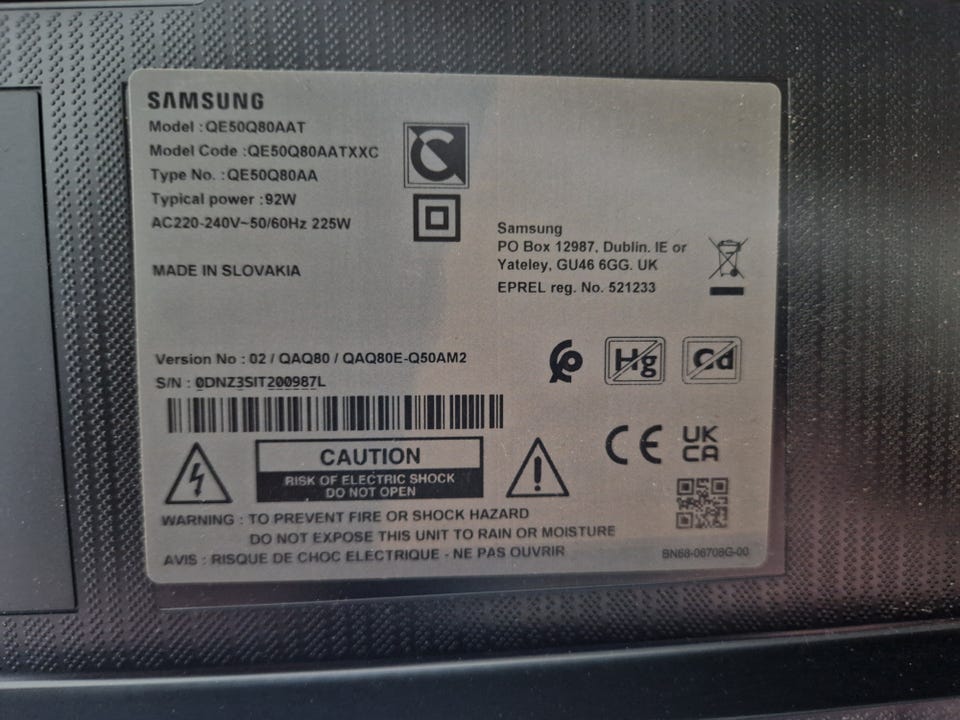 SAMSUNG
Model : QE50Q80AAT
Model Code : QE50Q80AATXXC
Type No. : QE50Q80AA
Typical power : 92W
AC220-240V~50/60Hz 225W
MADE IN SLOVAKIA
Samsung
PO Box 12987, Dublin. IE or
Yateley, GU46 6GG. UK
EPREL reg. No. 521233
Version No : 02 / QAQ80 / QAQ80E-Q50AM2
S/N : 0DNZ3SIT200987L
Hg
Cd
CAUTION
RISK OF ELECTRIC SHOCK
DO NOT OPEN
CE
UK
CA
WARNING : TO PREVENT FIRE OR SHOCK HAZARD
DO NOT EXPOSE THIS UNIT TO RAIN OR MOISTURE
AVIS : RISQUE DE CHOC ELECTRIQUE - NE PAS OUVRIR
BN68-06708G-00